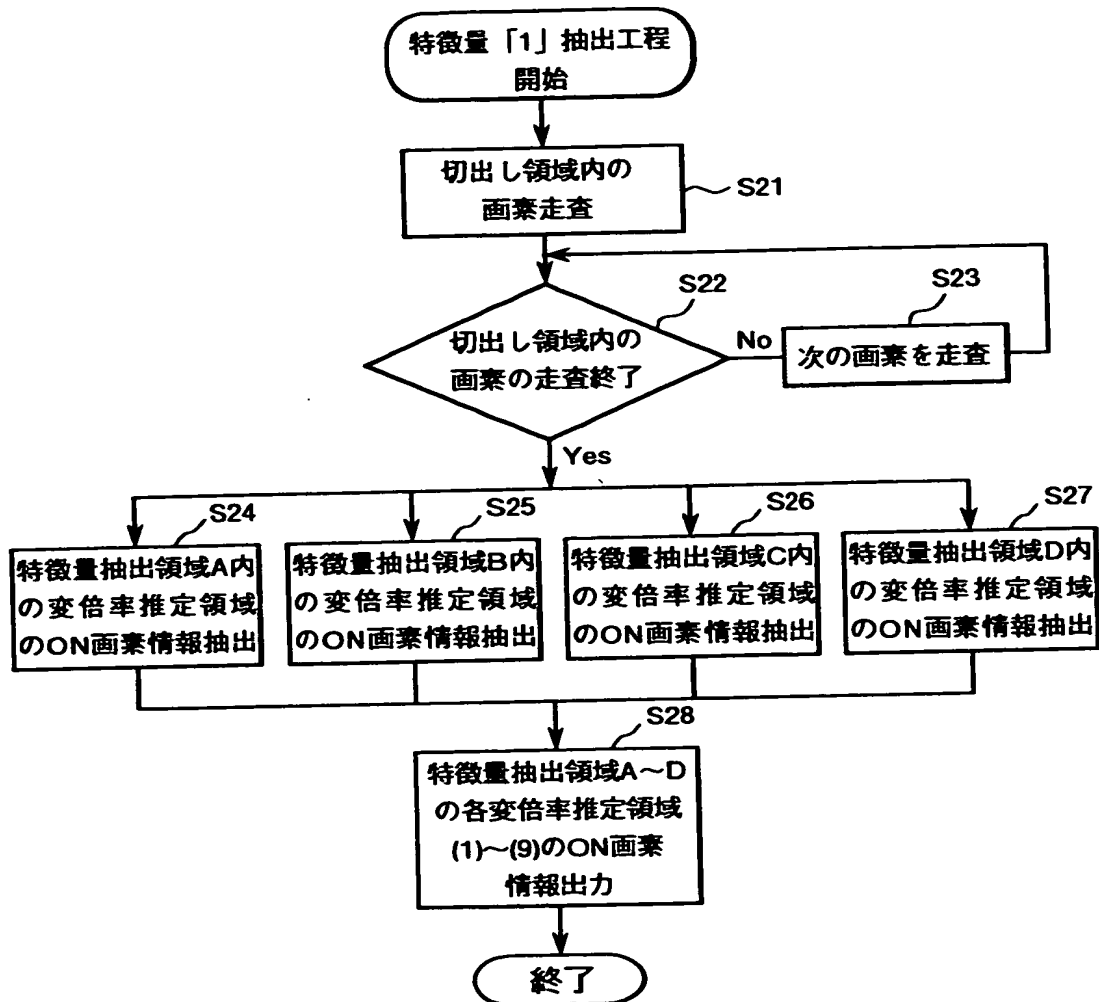 特徴量「1」抽出工程
開始
切出し領域内の
画素走査
S21
S22
切出し領域内の
画素の走査終了
No
S23
次の画素を走査
Yes
S24
特徴量抽出領域A内
の変倍率推定領域
のON画素情報抽出
S25
特徴量抽出領域B内
の変倍率推定領域
のON画素情報抽出
S26
特徴量抽出領域C内
の変倍率推定領域
のON画素情報抽出
S27
特徴量抽出領域D内
の変倍率推定領域
のON画素情報抽出
S28
特徴量抽出領域A～D
の各変倍率推定領域
(1)～(9)のON画素
情報出力
終了